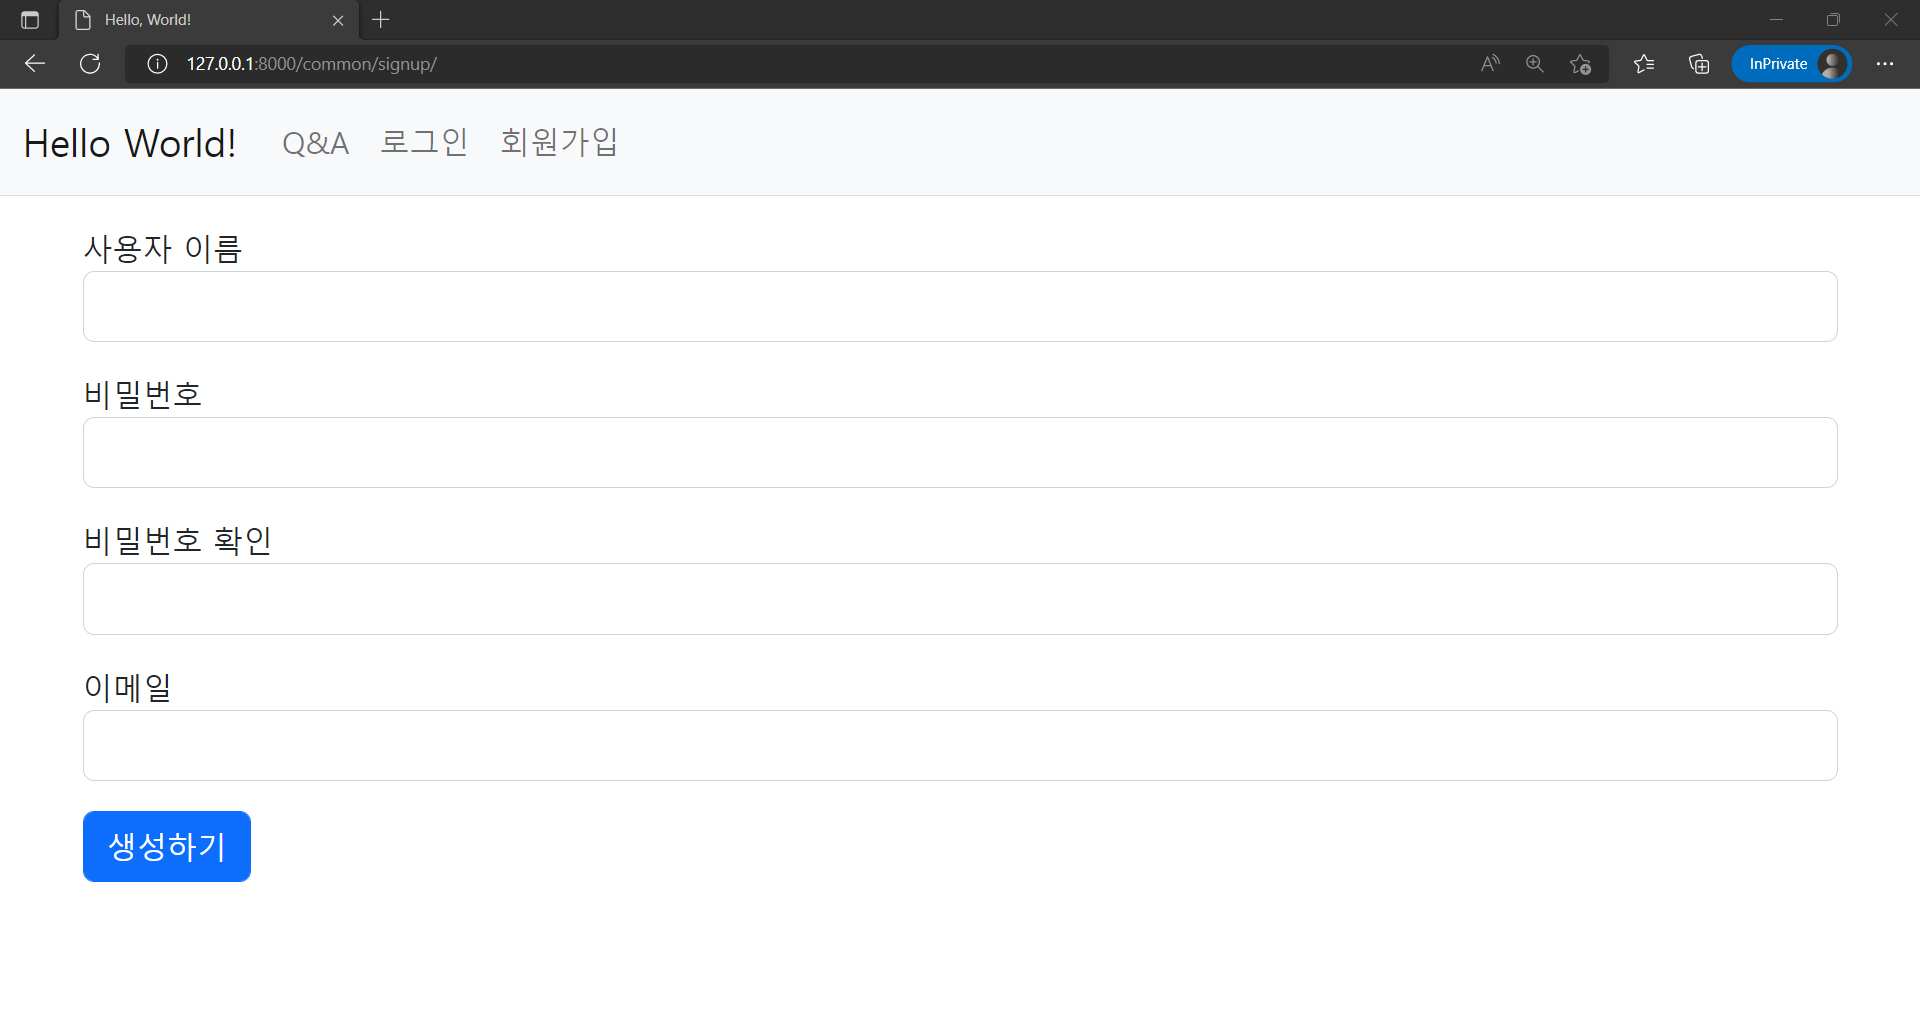 Hello, World!
127.0.0.1:8000/common/signup/
InPrivate
Hello World! Q&A 로그인 회원가입
사용자 이름
비밀번호
비밀번호 확인
이메일
생성하기